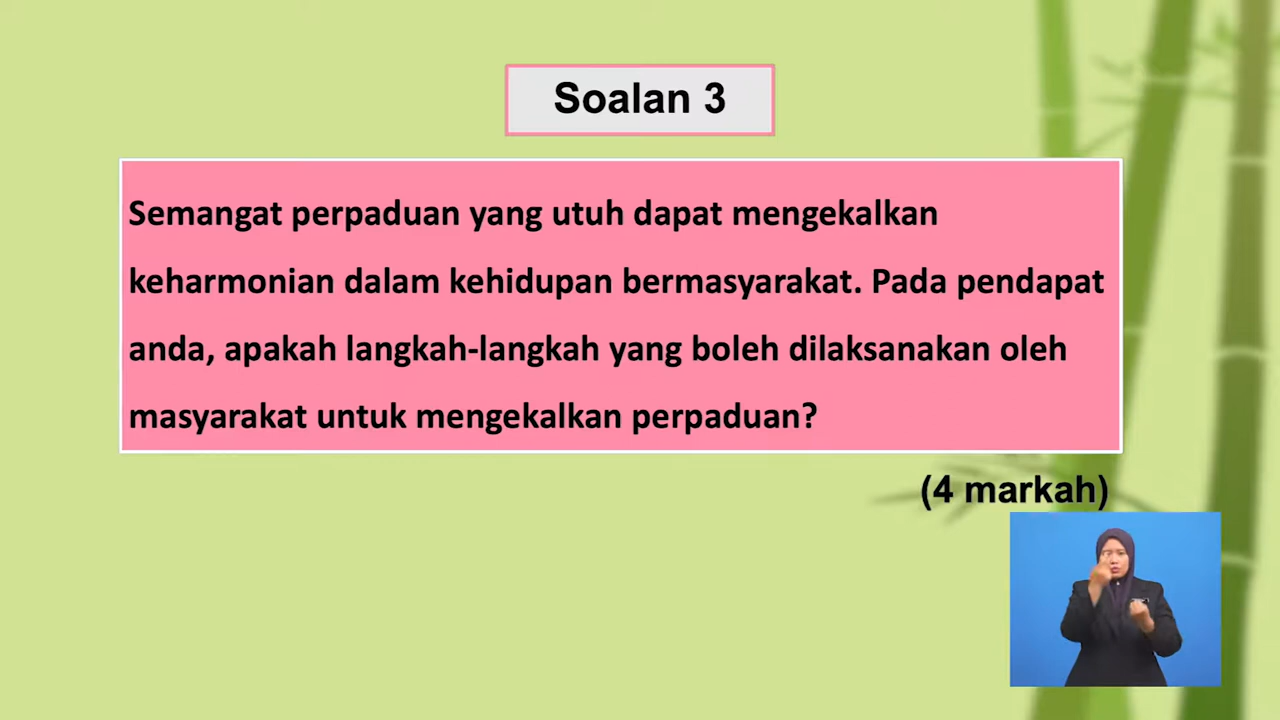 Soalan 3
Semangat perpaduan yang utuh dapat mengekalkan
keharmonian dalam kehidupan bermasyarakat. Pada pendapat
anda, apakah langkah-langkah yang boleh dilaksanakan oleh
masyarakat untuk mengekalkan perpaduan?
(4 markah)